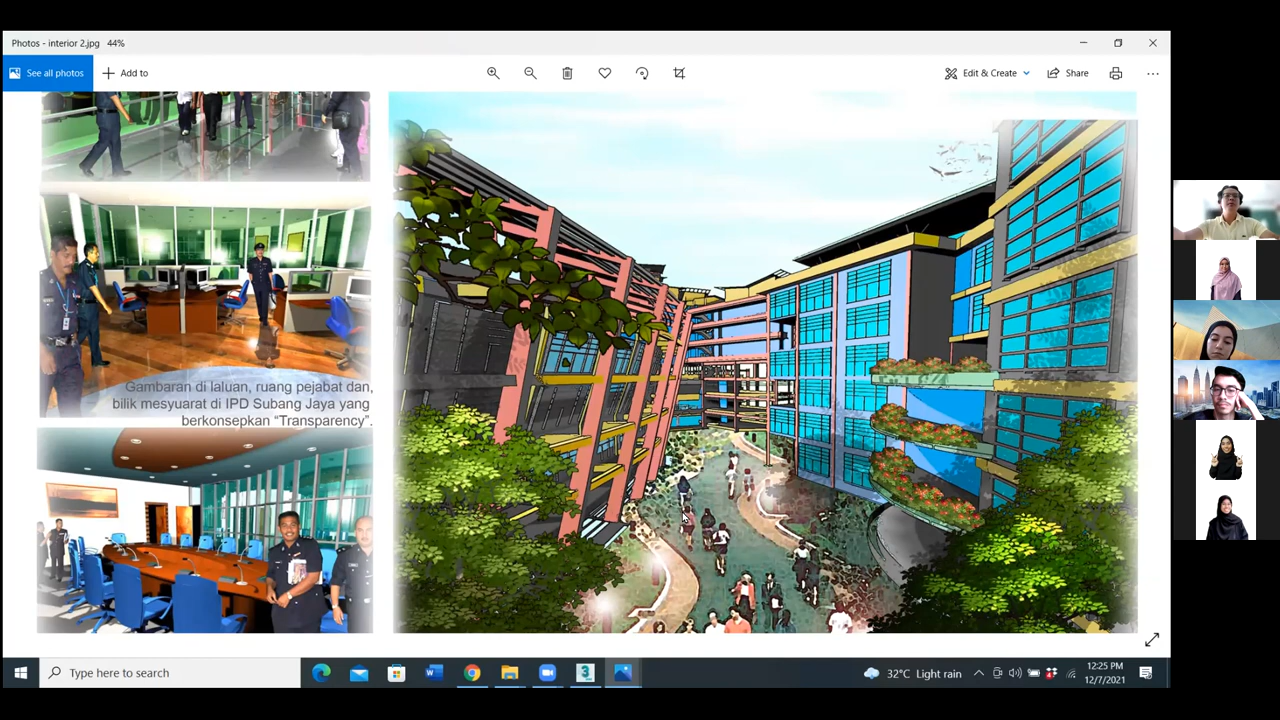 Photos - interior 2.jpg 44%
See all photos
Add to
Edit & Create
Share
Gambaran di laluan, ruang pejabat dan,
bilik mesyuarat di IPD Subang Jaya yang
berkonsepkan “Transparency”.
Type here to search
32°C Light rain
12:25 PM
12/7/2021